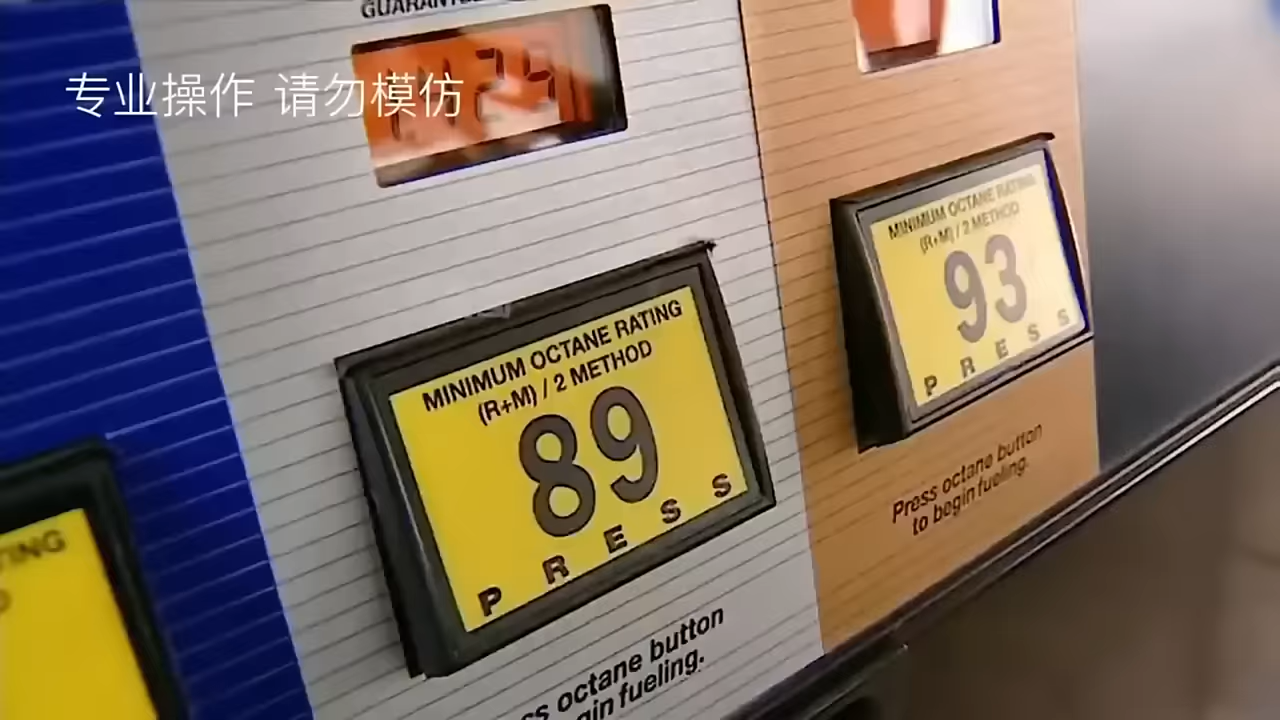 专业操作 请勿模仿
MINIMUM OCTANE RATING
(R+M) / 2 METHOD
89
PRESS
octane button
fueling.
MINIMUM OCTANE RATING
(R+M) / 2 METHOD
93
PRESS
Press octane button
to begin fueling.